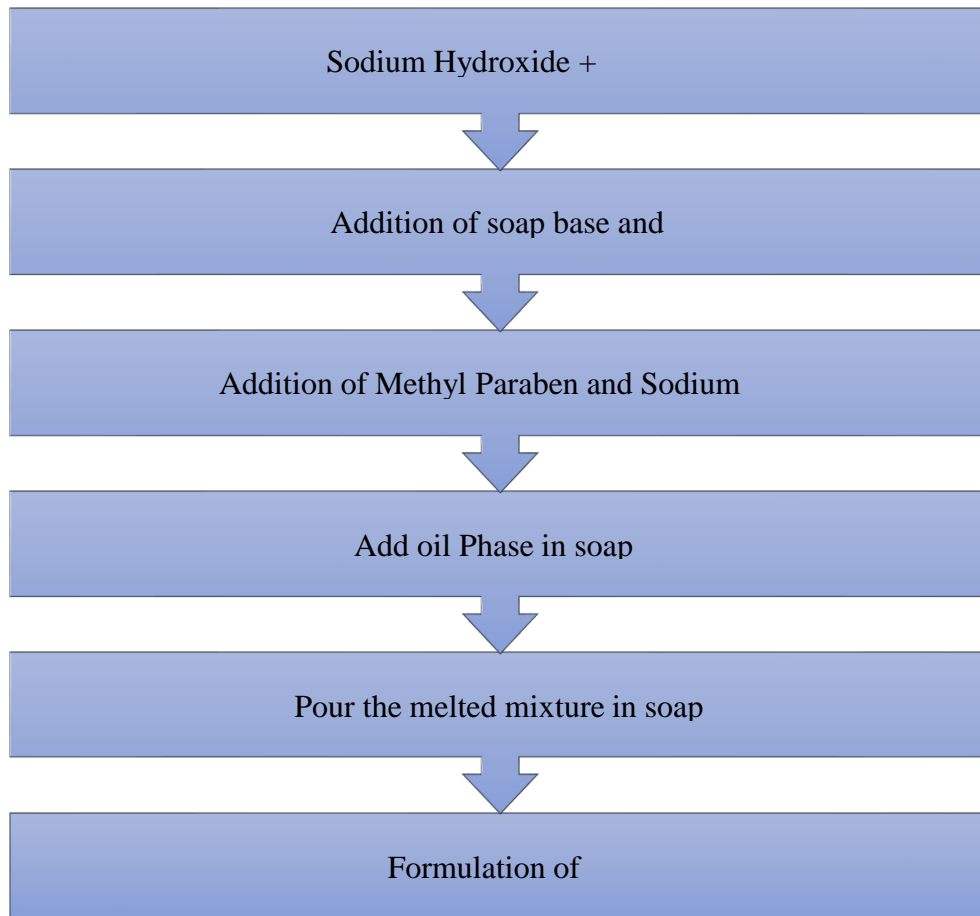 Sodium Hydroxide +
Addition of soap base and
Addition of Methyl Paraben and Sodium
Add oil Phase in soap
Pour the melted mixture in soap
Formulation of